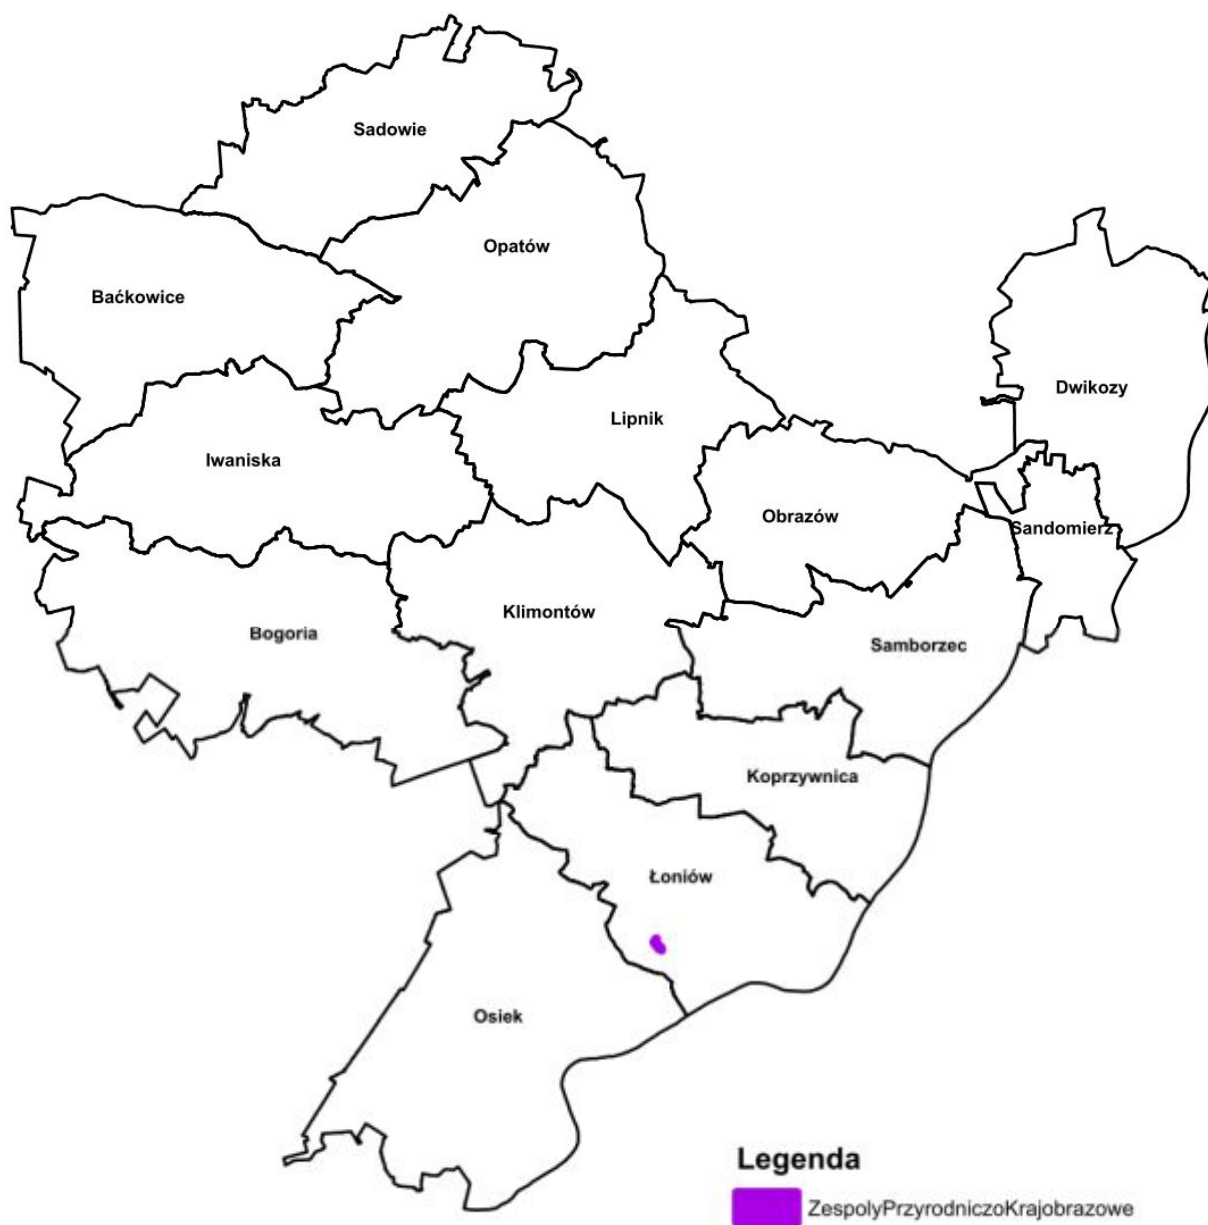 Sadowie
Opatów
Baćkowice
Dwikozy
Lipnik
Iwaniska
Obrazów
Sandomierz
Klimontów
Bogoria
Samborzec
Koprzywnica
Łoniów
Osiek
Legenda
ZespolyPrzyrodniczoKrajobrazowe